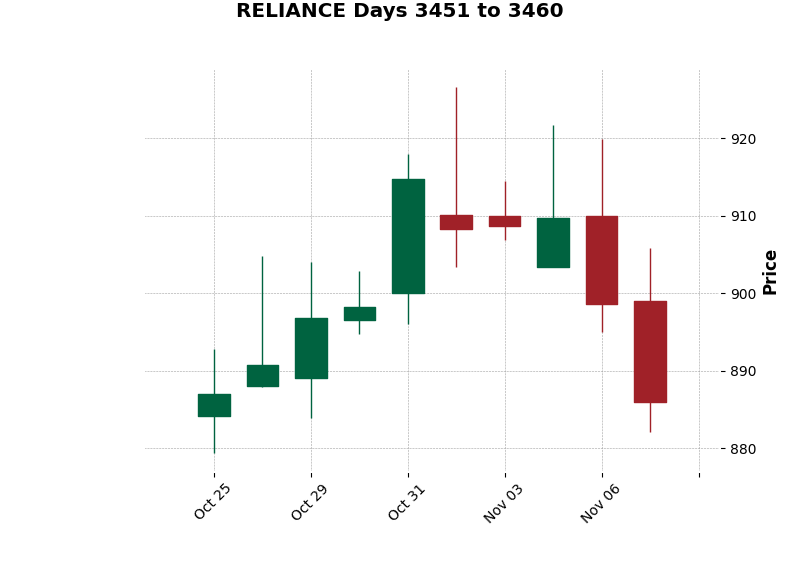 RELIANCE Days 3451 to 3460
920
910
900
890
880
Price
Oct 25
Oct 29
Oct 31
Nov 03
Nov 06